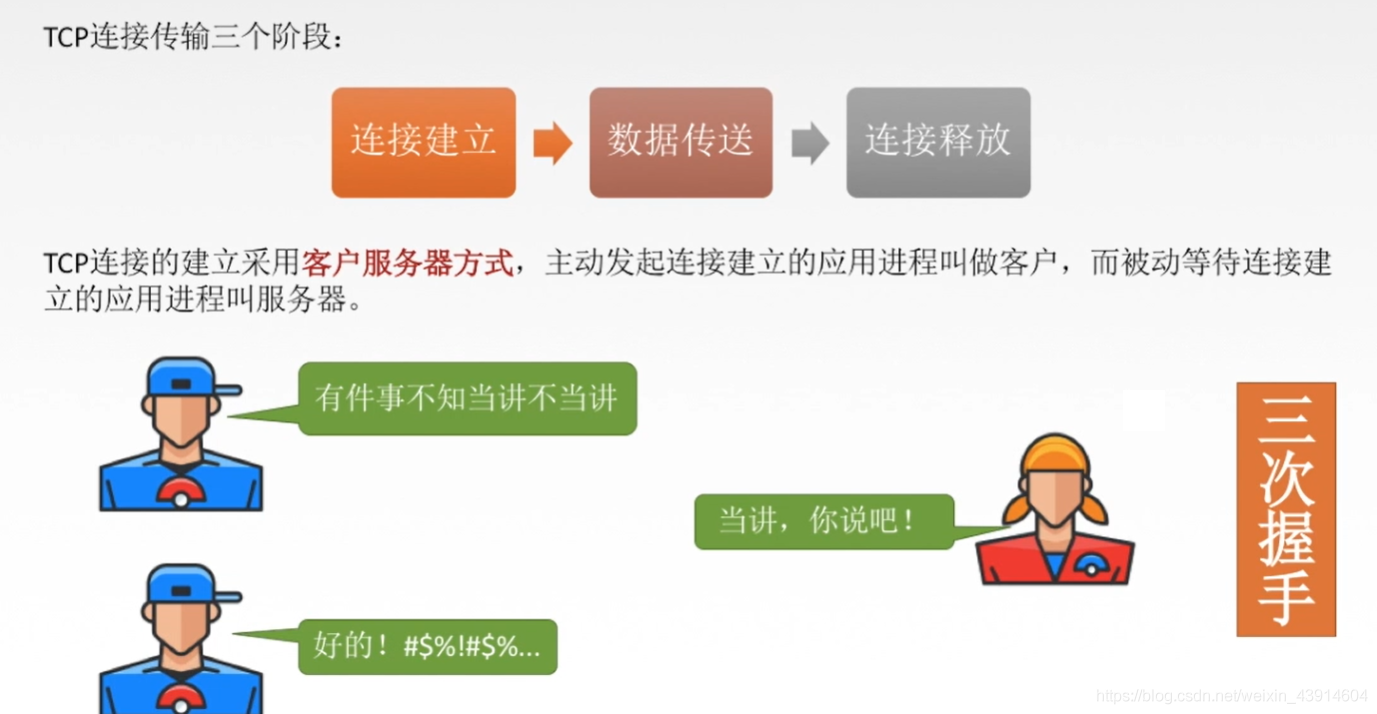 TCP连接传输三个阶段：
连接建立
数据传送
连接释放
TCP连接的建立采用客户服务器方式，主动发起连接建立的应用进程叫做客户，而被动等待连接建
立的应用进程叫服务器。
有件事不知当讲不当讲
当讲，你说吧！
好的！#$%!#$%...
三次握手
https://blog.csdn.net/weixin_43914604